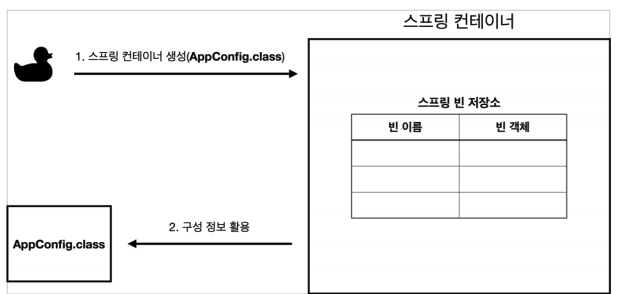 스프링 컨테이너
1. 스프링 컨테이너 생성(AppConfig.class)
스프링 빈 저장소
빈 이름 빈 객체
2. 구성 정보 활용
AppConfig.class